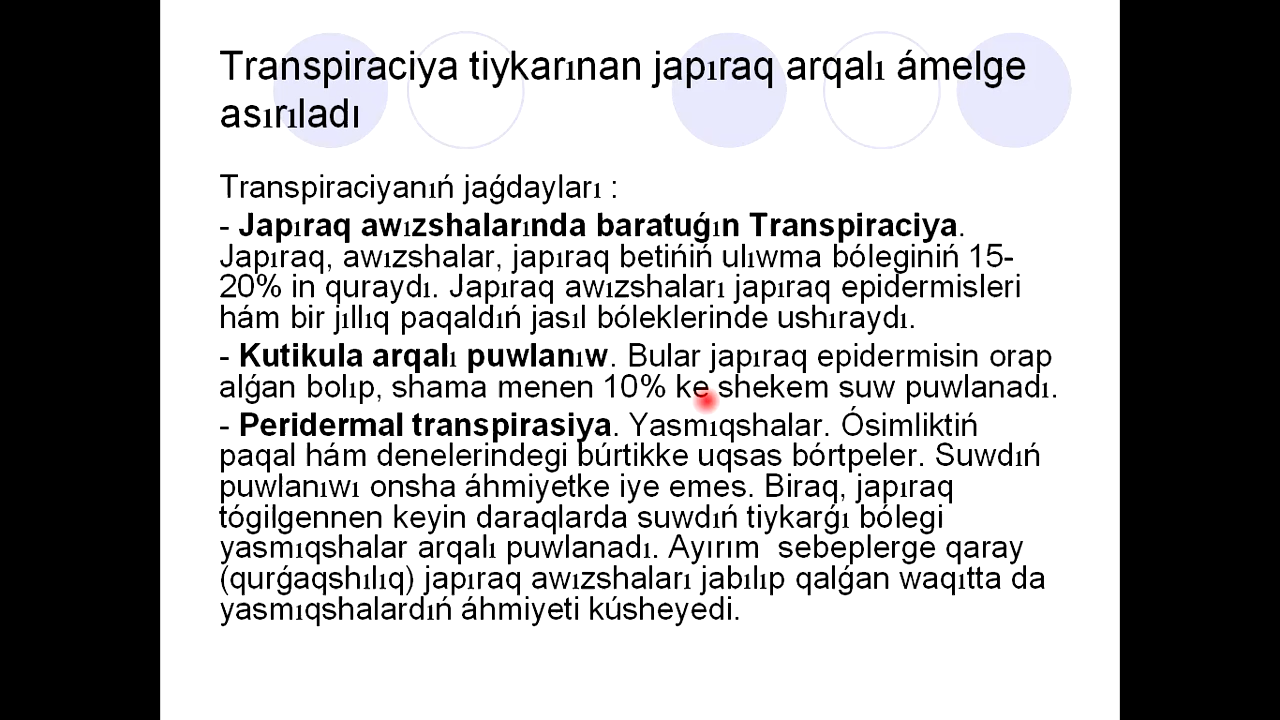 Transpiraciya tiykarınan japıraq arqalı ámelge
asırıladı
Transpiraciyanıń jaǵdayları :
- Japıraq awızshalarında baratuǵın Transpiraciya.
Japıraq, awızshalar, japıraq betińiń ulıwma bóleginiń 15-
20% in quraydı. Japıraq awızshaları japıraq epidermisleri
hám bir jıllıq paqaldıń jasıl bóleklerinde ushıraydı.
- Kutikula arqalı puwlanıw. Bular japıraq epidermisin orap
alǵan bolıp, shama menen 10% ke shekem suw puwlanadı.
- Peridermal transpirasiya. Yasmıqshalar. Ósimliktiń
paqal hám denelerindegi búrtikke uqsas bórtpeler. Suwdıń
puwlanıwı onsha áhmiyetke iye emes. Biraq, japıraq
tógilgennen keyin daraqlarda suwdıń tiykarǵı bólegi
yasmıqshalar arqalı puwlanadı. Ayırım  sebeplerge qaray
(qurǵaqshılıq) japıraq awızshaları jabılıp qalǵan waqıtta da
yasmıqshalardıń áhmiyeti kúsheyedi.